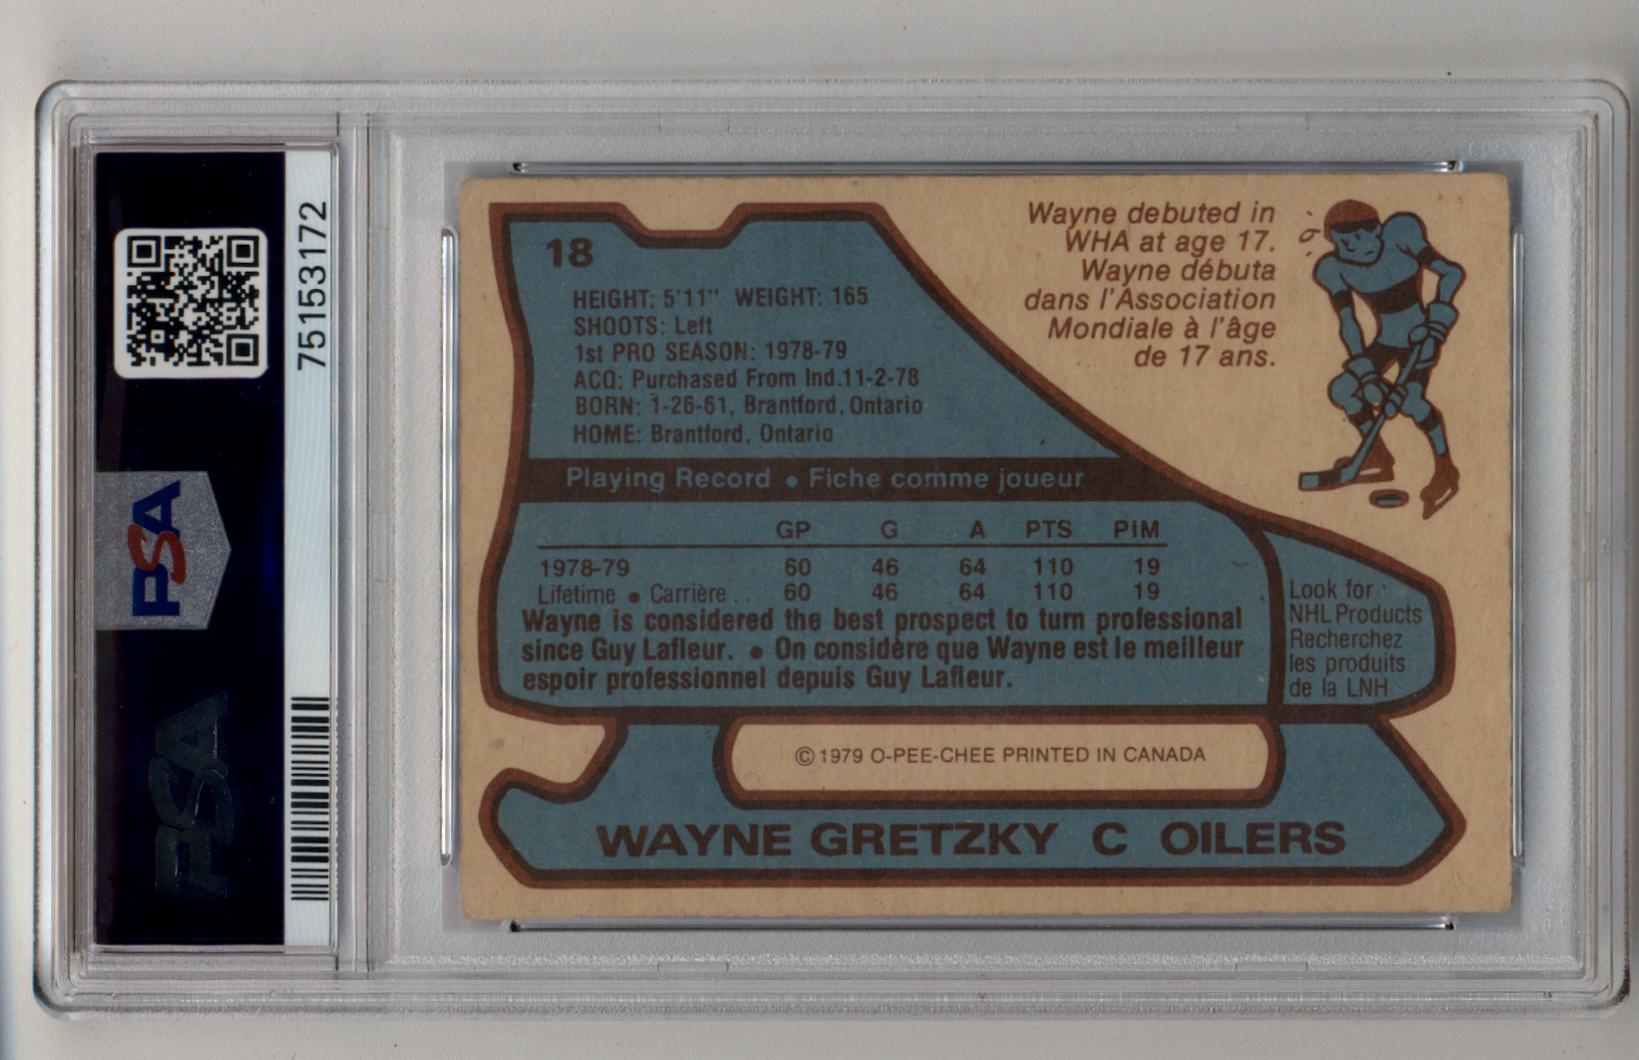 75153172
PSA
PSA
18
HEIGHT: 5'11" WEIGHT: 165
SHOOTS: Left
1st PRO SEASON: 1978-79
ACQ: Purchased From Ind.11-2-78
BORN: 1-26-61, Brantford, Ontario
HOME: Brantford, Ontario
Wayne debuted in
WHA at age 17.
Wayne débuta
dans l'Association
Mondiale à l'âge
de 17 ans.
Playing Record • Fiche comme joueur
GP G A PTS PIM
1978-79 60 46 64 110 19
Lifetime • Carrière .. 60 46 64 110 19
Wayne is considered the best prospect to turn professional
since Guy Lafleur. • On considère que Wayne est le meilleur
espoir professionnel depuis Guy Lafleur.
Look for
NHL Products
Recherchez
les produits
de la LNH
© 1979 O-PEE-CHEE PRINTED IN CANADA
WAYNE GRETZKY C OILERS